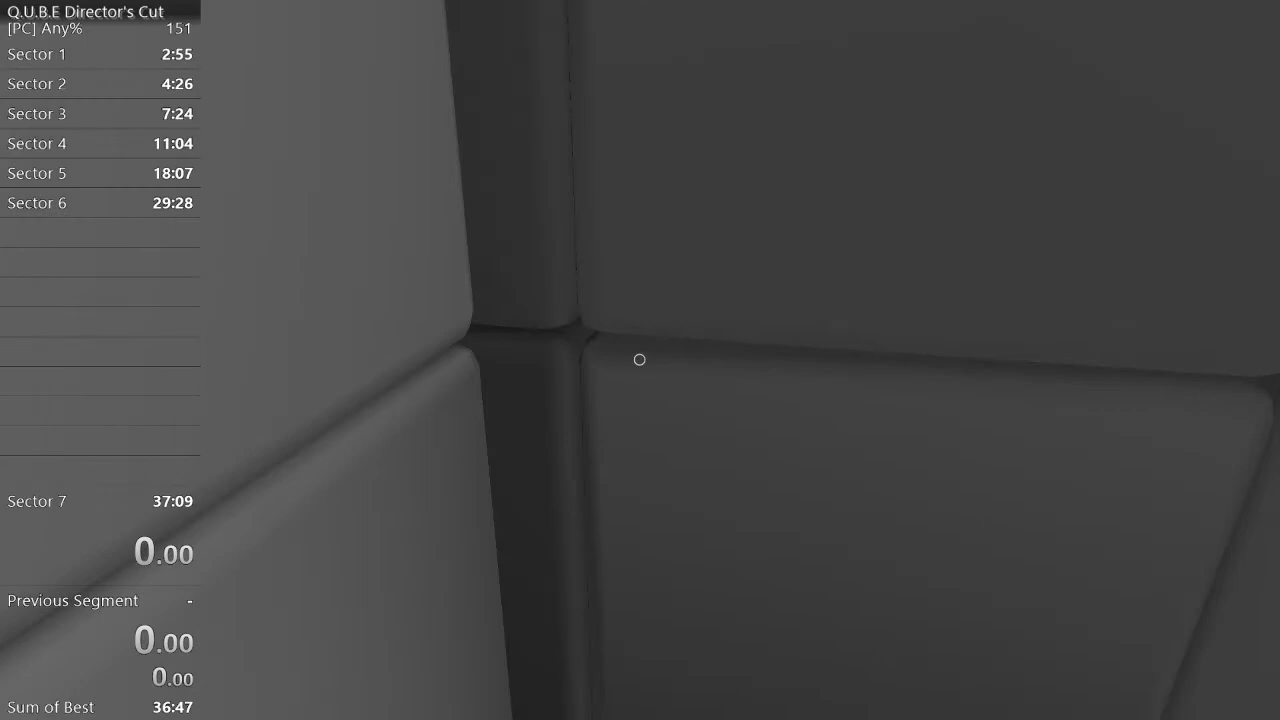 Q.U.B.E Director's Cut
[PC] Any% 151
Sector 1 2:55
Sector 2 4:26
Sector 3 7:24
Sector 4 11:04
Sector 5 18:07
Sector 6 29:28
Sector 7 37:09
0.00
Previous Segment -
0.00
0.00
Sum of Best 36:47